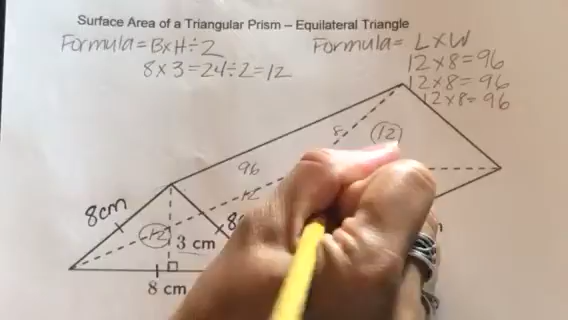 Surface Area of a Triangular Prism – Equilateral Triangle
Formula = B×H÷2
8 × 3 = 24 ÷ 2 = 12
Formula = L×W
12 × 8 = 96
12 × 8 = 96
12 × 8 = 96
8
12
96
12
8cm
12
3 cm
8 cm